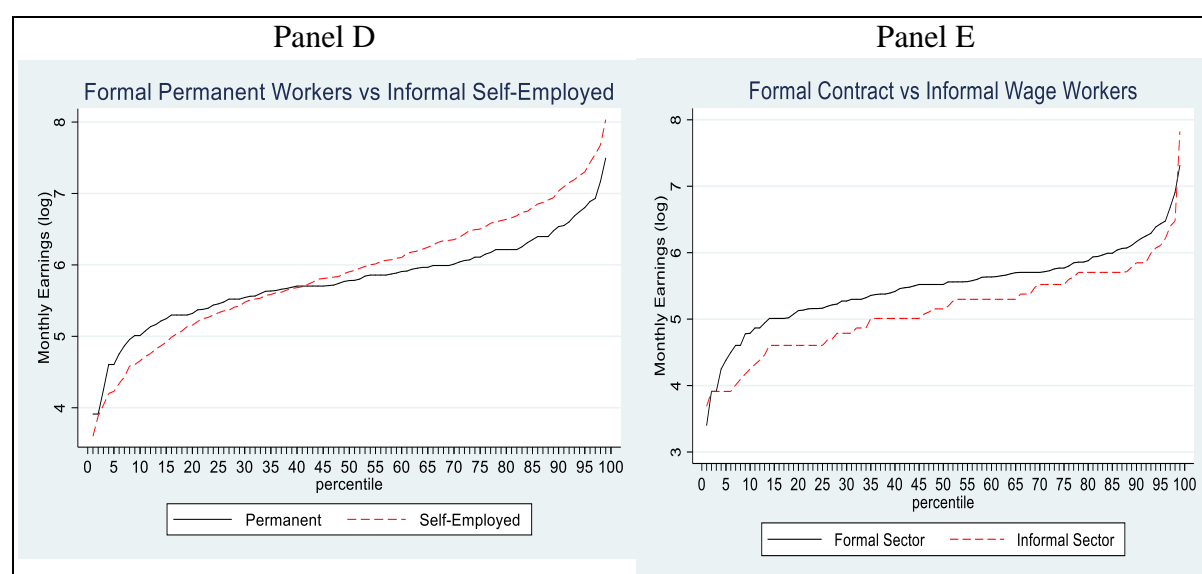 Panel D
Formal Permanent Workers vs Informal Self-Employed
Monthly Earnings (log)
8
7
6
5
4
0 5 10 15 20 25 30 35 40 45 50 55 60 65 70 75 80 85 90 95 100
percentile
Permanent Self-Employed
Panel E
Formal Contract vs Informal Wage Workers
Monthly Earnings (log)
8
7
6
5
4
3
0 5 10 15 20 25 30 35 40 45 50 55 60 65 70 75 80 85 90 95 100
percentile
Formal Sector Informal Sector